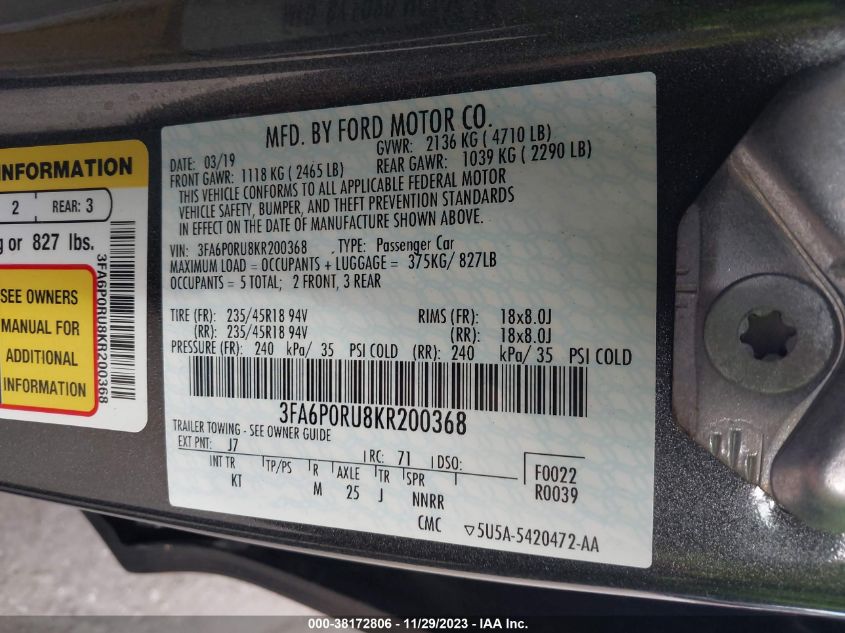 INFORMATION
2 REAR: 3
g or 827 lbs.
SEE OWNERS
MANUAL FOR
ADDITIONAL
INFORMATION
3FA6P0RU8KR200368
MFD. BY FORD MOTOR CO.
DATE: 03/19 GVWR: 2136 KG ( 4710 LB)
FRONT GAWR: 1118 KG ( 2465 LB) REAR GAWR: 1039 KG ( 2290 LB)
THIS VEHICLE CONFORMS TO ALL APPLICABLE FEDERAL MOTOR
VEHICLE SAFETY, BUMPER, AND THEFT PREVENTION STANDARDS
IN EFFECT ON THE DATE OF MANUFACTURE SHOWN ABOVE.
VIN: 3FA6P0RU8KR200368 TYPE: Passenger Car
MAXIMUM LOAD = OCCUPANTS + LUGGAGE = 375KG/ 827LB
OCCUPANTS = 5 TOTAL; 2 FRONT, 3 REAR
TIRE (FR): 235/45R18 94V RIMS (FR): 18x8.0J
(RR): 235/45R18 94V (RR): 18x8.0J
PRESSURE (FR): 240 kPa/ 35 PSI COLD (RR): 240 kPa/ 35 PSI COLD
3FA6P0RU8KR200368
TRAILER TOWING - SEE OWNER GUIDE
EXT PNT: J7 RC: 71 DSO:
INT TR TP/PS R AXLE TR SPR F0022
KT M 25 J NNRR R0039
CMC ▽5U5A-5420472-AA
000-38172806 - 11/29/2023 - IAA Inc.